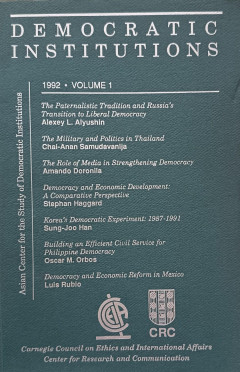 DEMOCRATIC
INSTITUTIONS
Asian Center for the Study of Democratic Institutions
1992 • VOLUME 1
The Paternalistic Tradition and Russia's
Transition to Liberal Democracy
Alexey L. Alyushin
The Military and Politics in Thailand
Chai-Anan Samudavanija
The Role of Media in Strengthening Democracy
Amando Doronila
Democracy and Economic Development:
A Comparative Perspective
Stephan Haggard
Korea's Democratic Experiment: 1987-1991
Sung-Joo Han
Building an Efficient Civil Service for
Philippine Democracy
Oscar M. Orbos
Democracy and Economic Reform in Mexico
Luis Rubio
CRC
Carnegie Council on Ethics and International Affairs
Center for Research and Communication